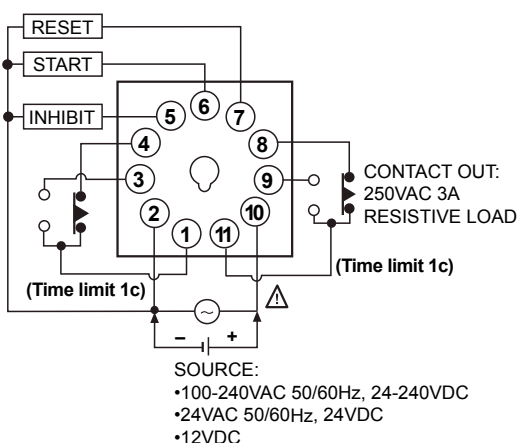 RESET
START
INHIBIT
6
5
7
4
8
3
9
2
10
1
11
CONTACT OUT:
250VAC 3A
RESISTIVE LOAD
(Time limit 1c)
(Time limit 1c)
~
!
− +
SOURCE:
•100-240VAC 50/60Hz, 24-240VDC
•24VAC 50/60Hz, 24VDC
•12VDC